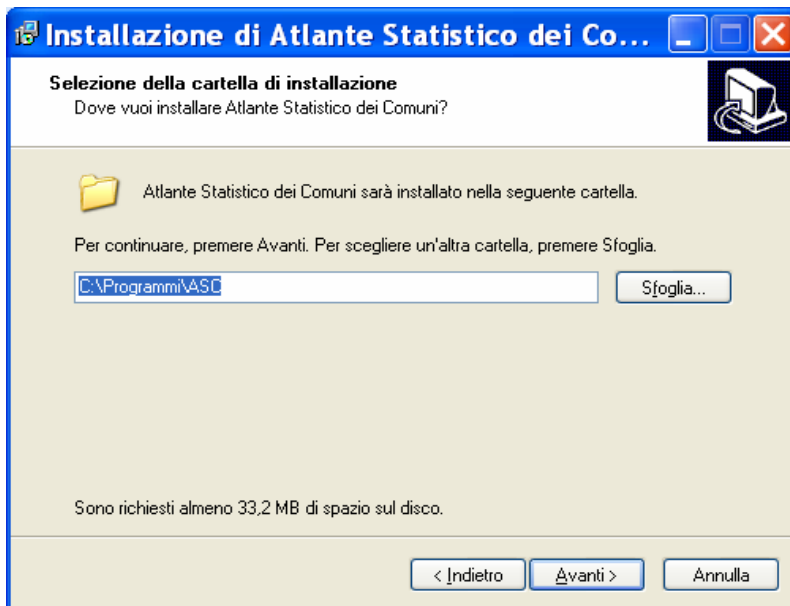 Installazione di Atlante Statistico dei Co...
Selezione della cartella di installazione
Dove vuoi installare Atlante Statistico dei Comuni?
Atlante Statistico dei Comuni sarà installato nella seguente cartella.
Per continuare, premere Avanti. Per scegliere un'altra cartella, premere Sfoglia.
C:\Programmi\ASC
Sfoglia...
Sono richiesti almeno 33,2 MB di spazio sul disco.
< Indietro
Avanti >
Annulla